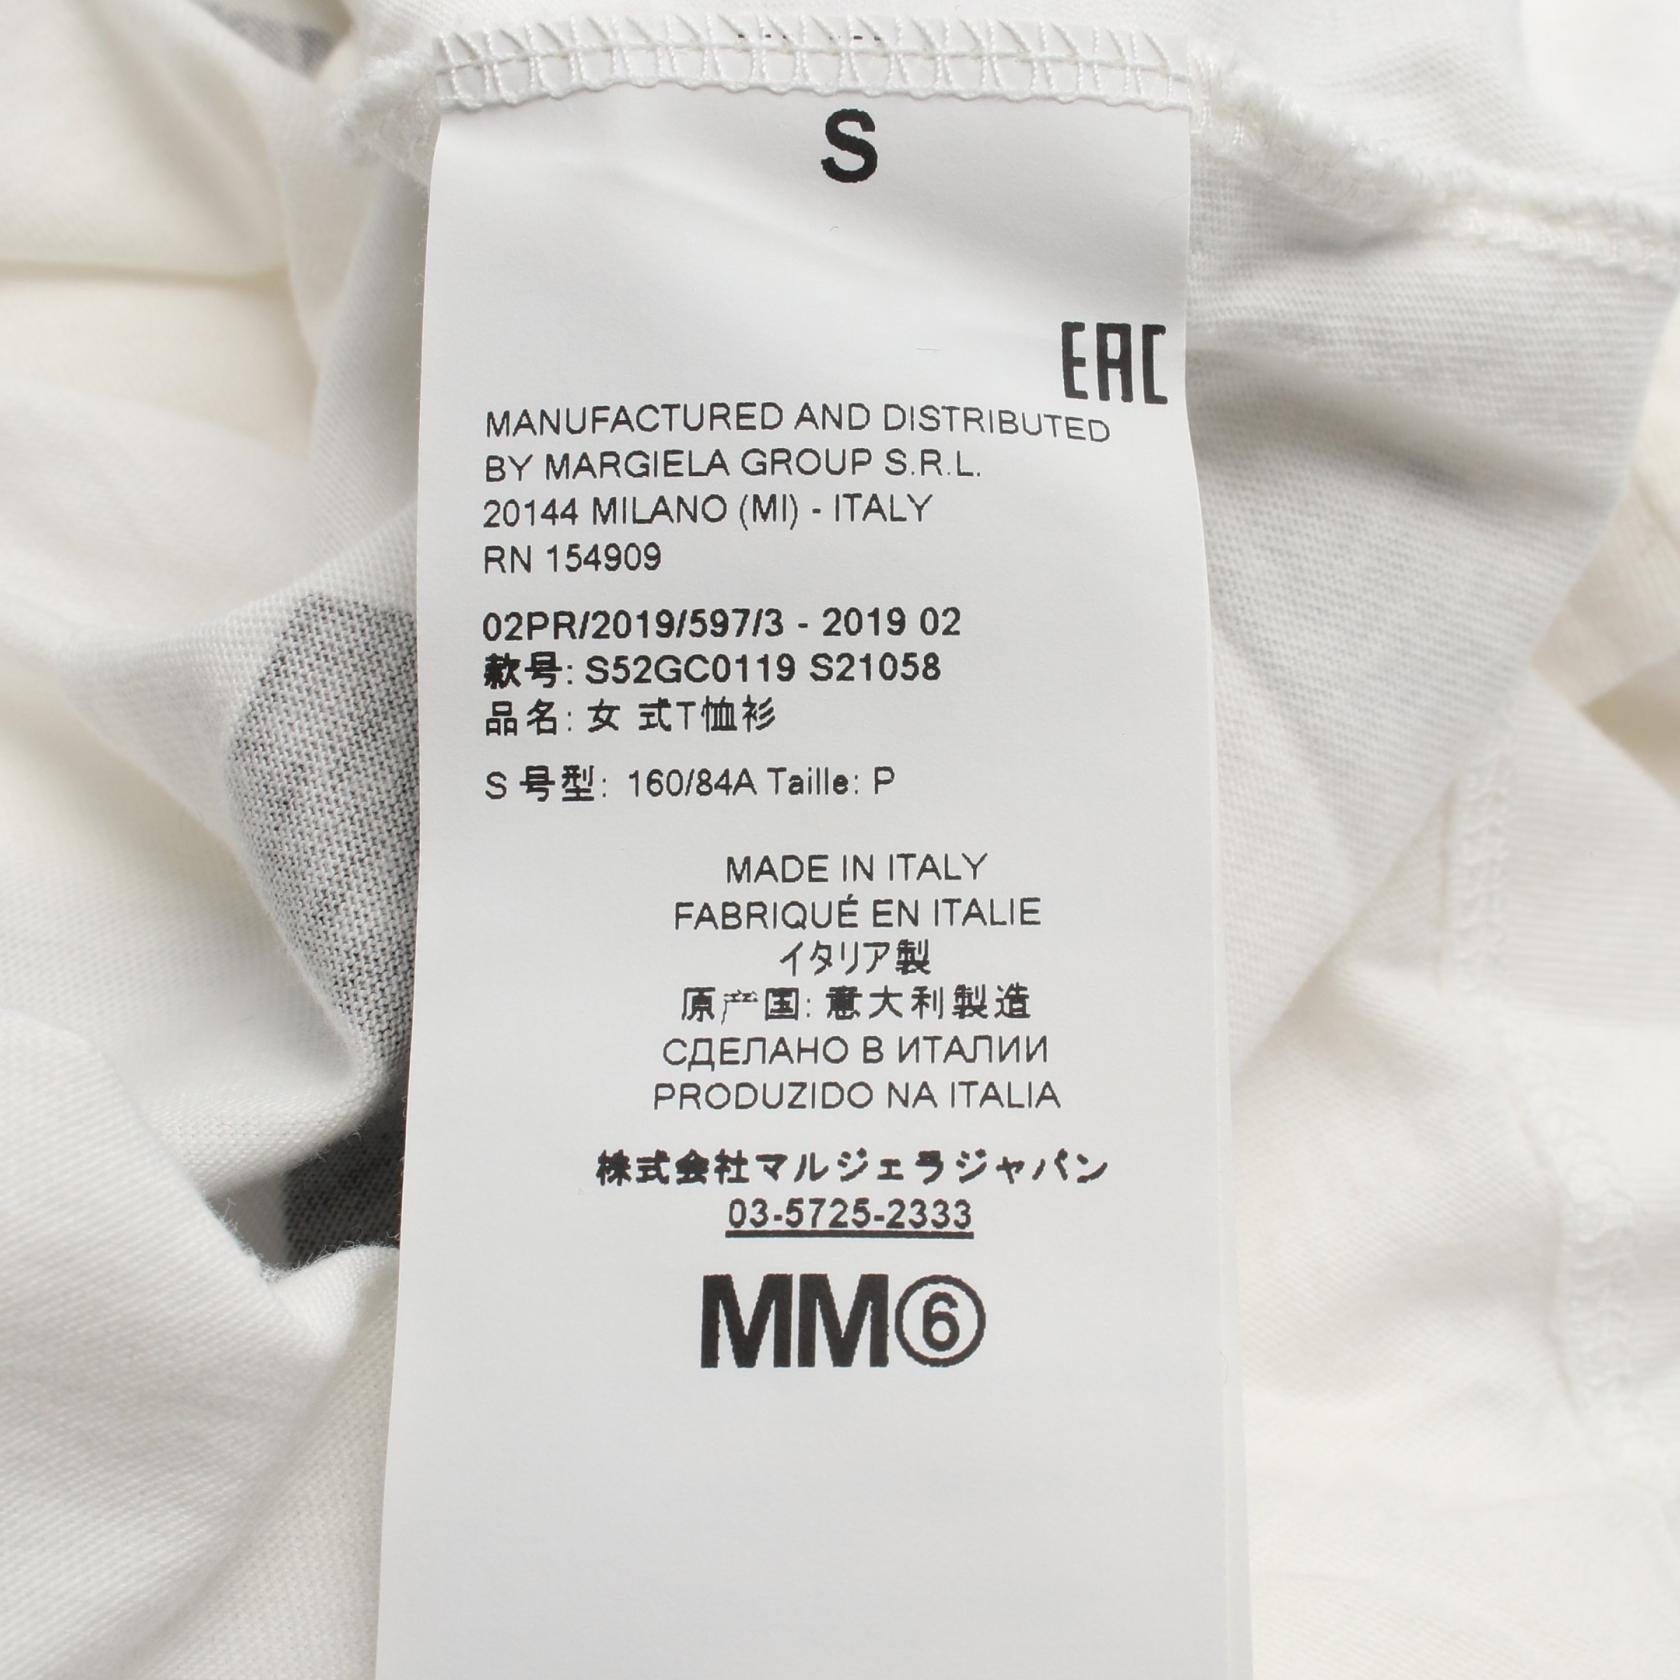 S
EAC
MANUFACTURED AND DISTRIBUTED
BY MARGIELA GROUP S.R.L.
20144 MILANO (MI) - ITALY
RN 154909
02PR/2019/597/3 - 2019 02
款号: S52GC0119 S21058
品名: 女 式T恤衫
S 号型: 160/84A Taille: P
MADE IN ITALY
FABRIQUÉ EN ITALIE
イタリア製
原产国: 意大利製造
СДЕЛАНО В ИТАЛИИ
PRODUZIDO NA ITALIA
株式会社マルジェラジャパン
03-5725-2333
MM⑥